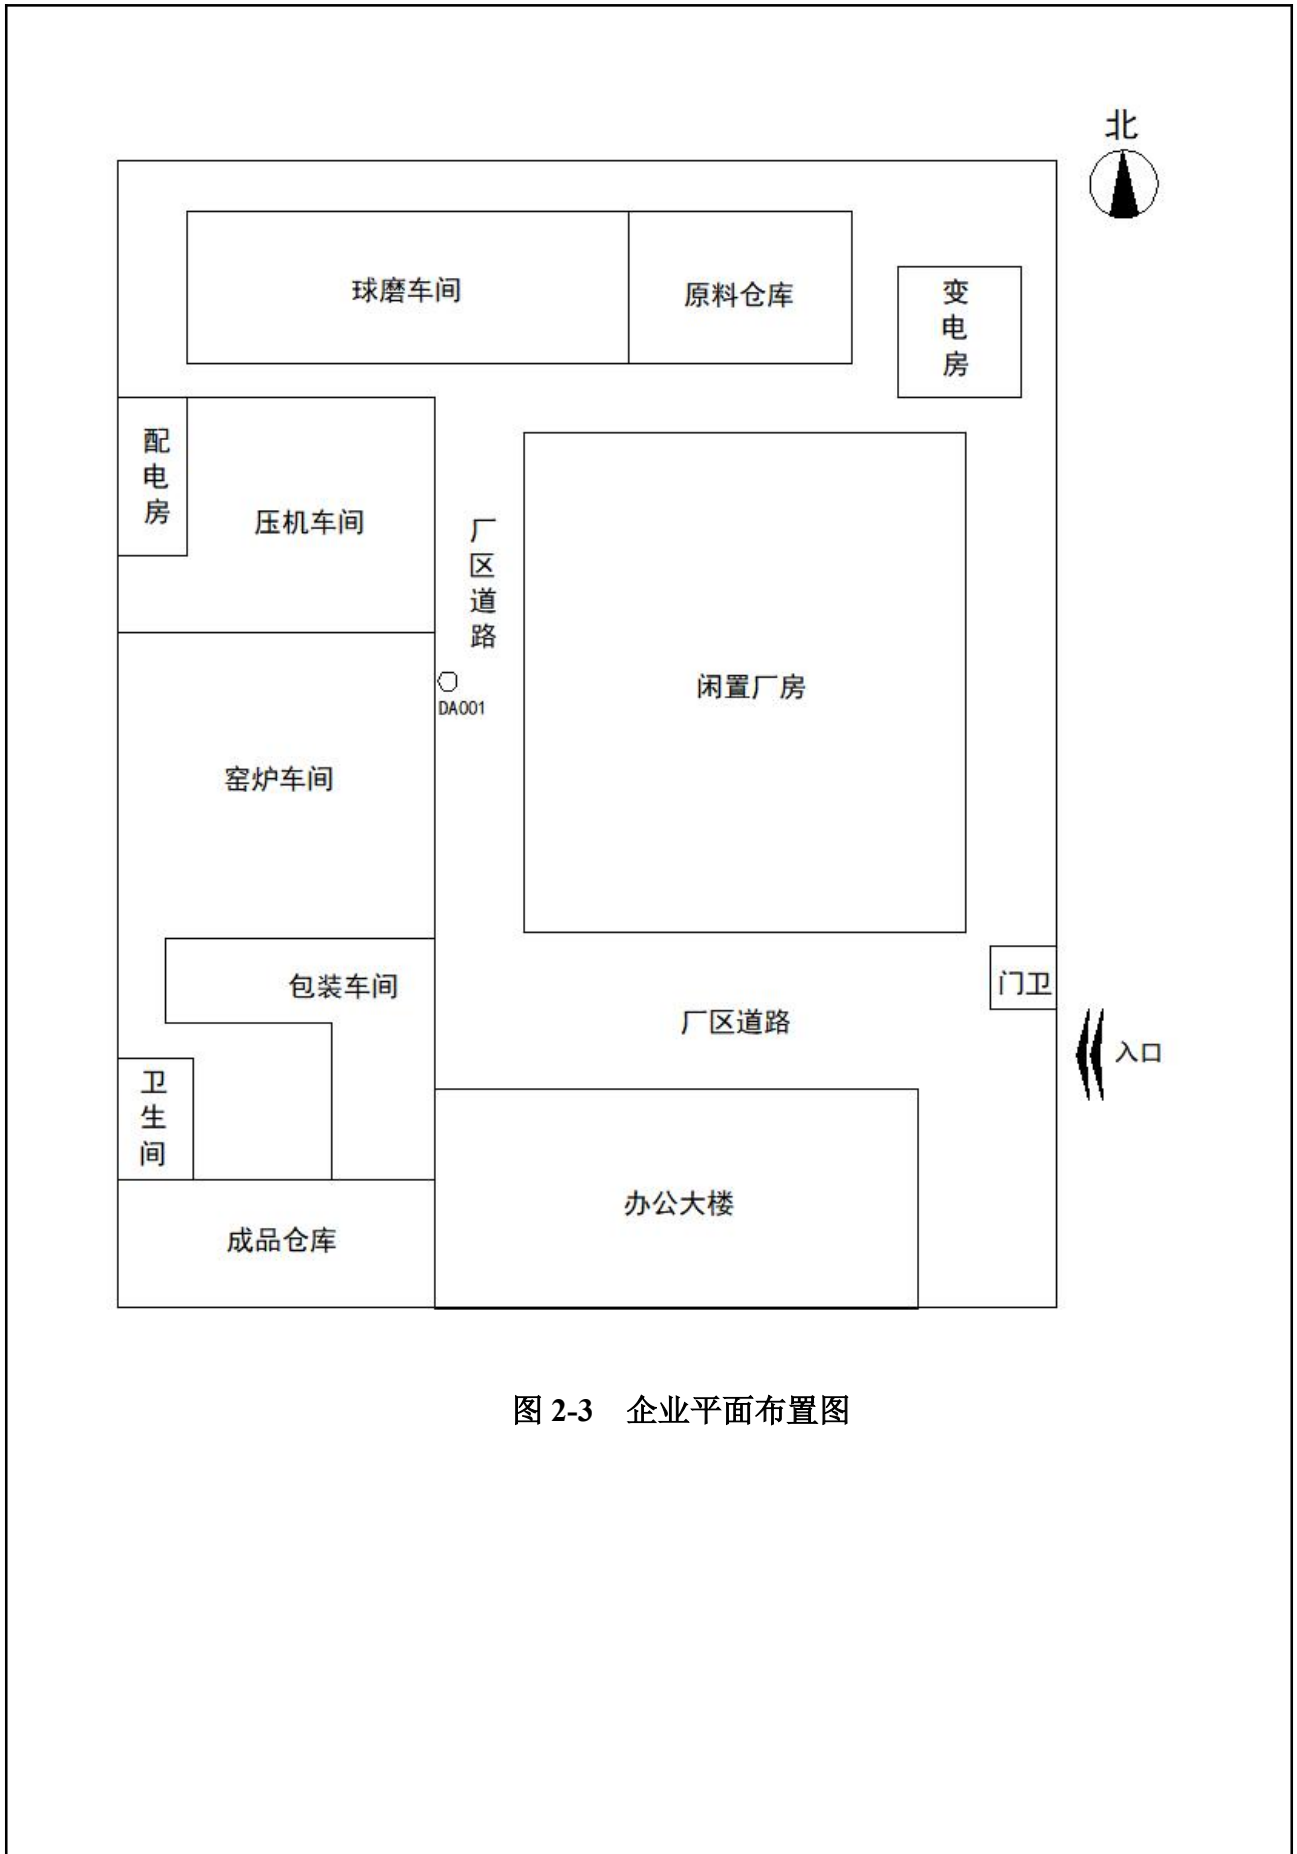 北
球磨车间
原料仓库
变电房
配电房
压机车间
厂区道路
DA001
闲置厂房
窑炉车间
包装车间
门卫
厂区道路
入口
卫生间
办公大楼
成品仓库
图 2-3 企业平面布置图